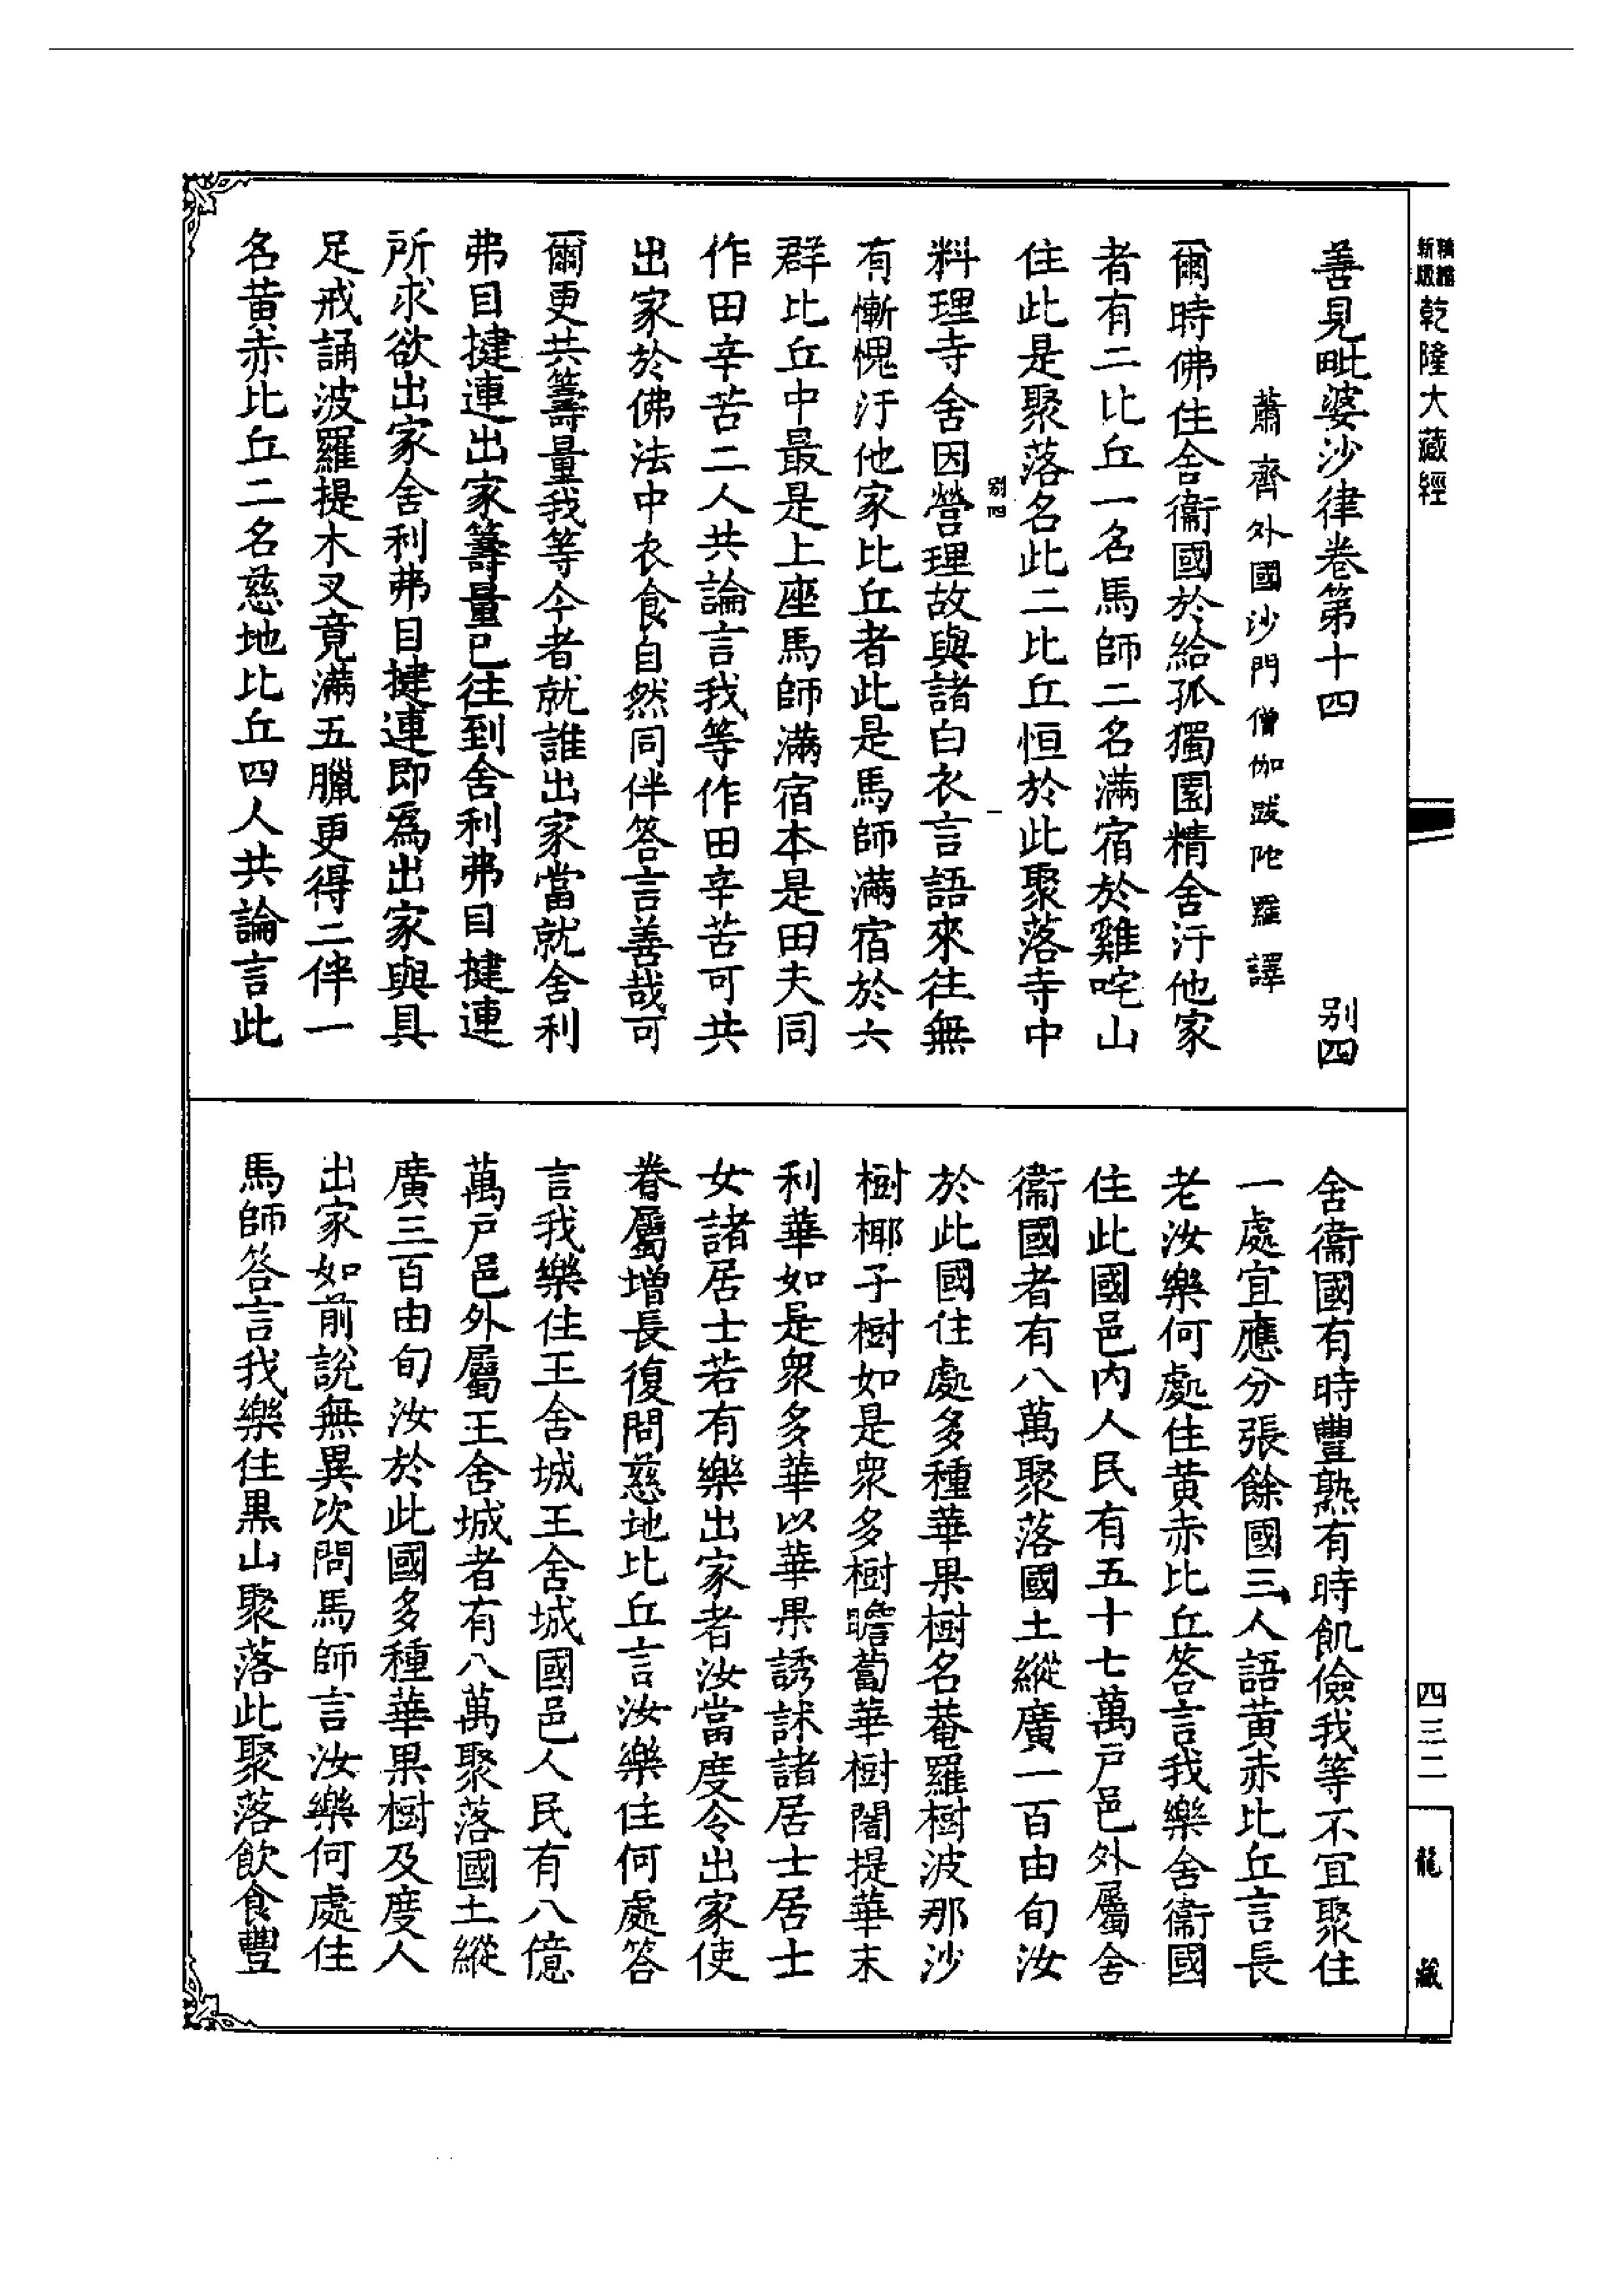 新版精縮乾隆大藏經
善見毗婆沙律卷第十四 别四
蕭齊外國沙門僧伽跋陀羅譯
爾時佛住舍衞國於給孤獨園精舍汙他家
者有二比丘一名馬師二名滿宿於雞咤山
住此是聚落名此二比丘恒於此聚落寺中
别四 一
料理寺舍因營理故與諸白衣言語來往無
有慚愧汙他家比丘者此是馬師滿宿於六
群比丘中最是上座馬師滿宿本是田夫同
作田辛苦二人共論言我等作田辛苦可共
出家於佛法中衣食自然同伴答言善哉可
爾更共籌量我等今者就誰出家當就舍利
弗目揵連出家籌量已往到舍利弗目揵連
所求欲出家舍利弗目揵連即爲出家與具
足戒誦波羅提木叉竟滿五臘更得二伴一
名黄赤比丘二名慈地比丘四人共論言此
舍衞國有時豐熟有時飢儉我等不宜聚住
一處宜應分張餘國三人語黄赤比丘言長
老汝樂何處住黄赤比丘答言我樂舍衞國
住此國邑内人民有五十七萬戸邑外屬舍
衞國者有八萬聚落國土縱廣一百由旬汝
於此國住處多種華果樹名菴羅樹波那沙
樹椰子樹如是衆多樹瞻蔔華樹闍提華末
利華如是衆多華以華果誘訹諸居士居士
女諸居士若有樂出家者汝當度令出家使
眷屬增長復問慈地比丘言汝樂住何處答
言我樂住王舍城王舍城國邑人民有八億
萬戸邑外屬王舍城者有八萬聚落國土縱
廣三百由旬汝於此國多種華果樹及度人
出家如前說無異次問馬師言汝樂何處住
馬師答言我樂住黒山聚落此聚落飲食豐
四三二
龍藏